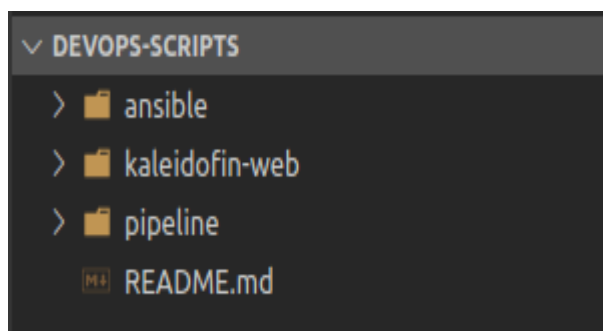 DEVOPS-SCRIPTS
ansible
kaleidofin-web
pipeline
M↓ README.md